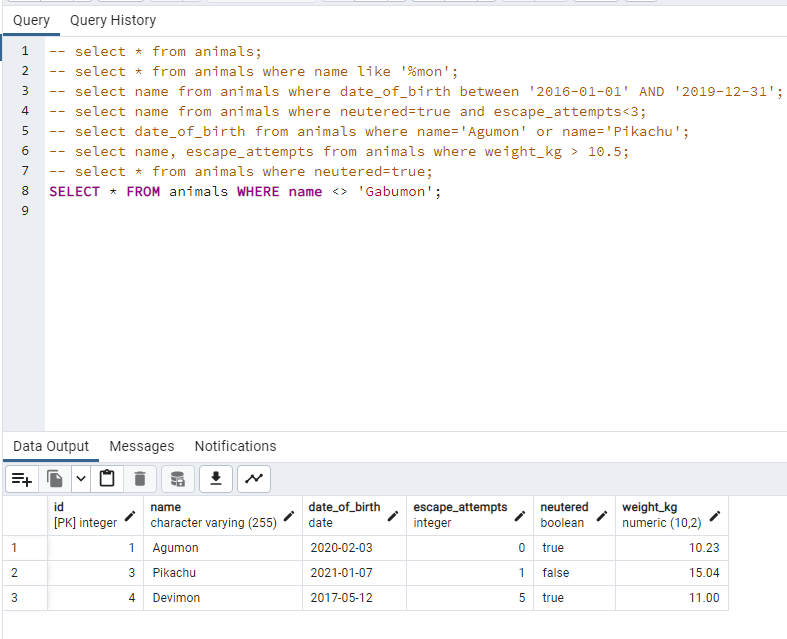 Query Query History
1 -- select * from animals;
2 -- select * from animals where name like '%mon';
3 -- select name from animals where date_of_birth between '2016-01-01' AND '2019-12-31';
4 -- select name from animals where neutered=true and escape_attempts<3;
5 -- select date_of_birth from animals where name='Agumon' or name='Pikachu';
6 -- select name, escape_attempts from animals where weight_kg > 10.5;
7 -- select * from animals where neutered=true;
8 SELECT * FROM animals WHERE name <> 'Gabumon';
9
Data Output Messages Notifications
id name date_of_birth escape_attempts neutered weight_kg
[PK] integer character varying (255) date integer boolean numeric (10,2)
1 1 Agumon 2020-02-03 0 true 10.23
2 3 Pikachu 2021-01-07 1 false 15.04
3 4 Devimon 2017-05-12 5 true 11.00